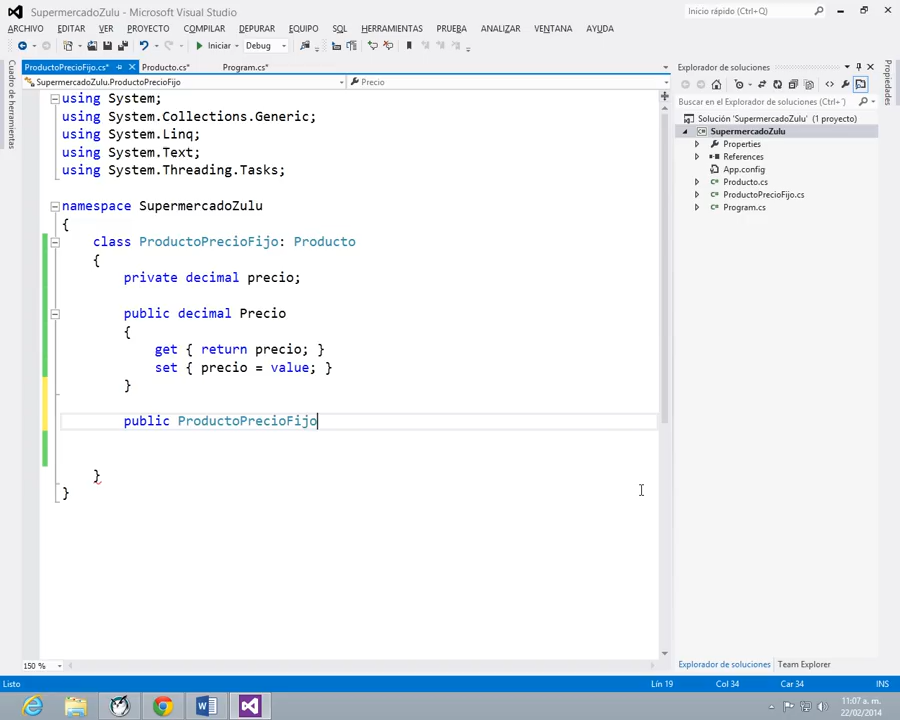 SupermercadoZulu - Microsoft Visual Studio
Inicio rápido (Ctrl+Q)
ARCHIVO EDITAR VER PROYECTO COMPILAR DEPURAR EQUIPO SQL HERRAMIENTAS PRUEBA ANALIZAR VENTANA AYUDA
Iniciar Debug
Cuadro de herramientas
ProductoPrecioFijo.cs* Producto.cs* Program.cs*
SupermercadoZulu.ProductoPrecioFijo Precio
using System;
using System.Collections.Generic;
using System.Linq;
using System.Text;
using System.Threading.Tasks;
namespace SupermercadoZulu
{
class ProductoPrecioFijo: Producto
{
private decimal precio;
public decimal Precio
{
get { return precio; }
set { precio = value; }
}
public ProductoPrecioFijo
}
}
150 %
Explorador de soluciones
Buscar en el Explorador de soluciones (Ctrl+'
Solución 'SupermercadoZulu' (1 proyecto)
SupermercadoZulu
Properties
References
App.config
Producto.cs
ProductoPrecioFijo.cs
Program.cs
Explorador de soluciones Team Explorer
Propiedades
Listo Lín 19 Col 34 Car 34 INS
11:07 a. m.
22/02/2014